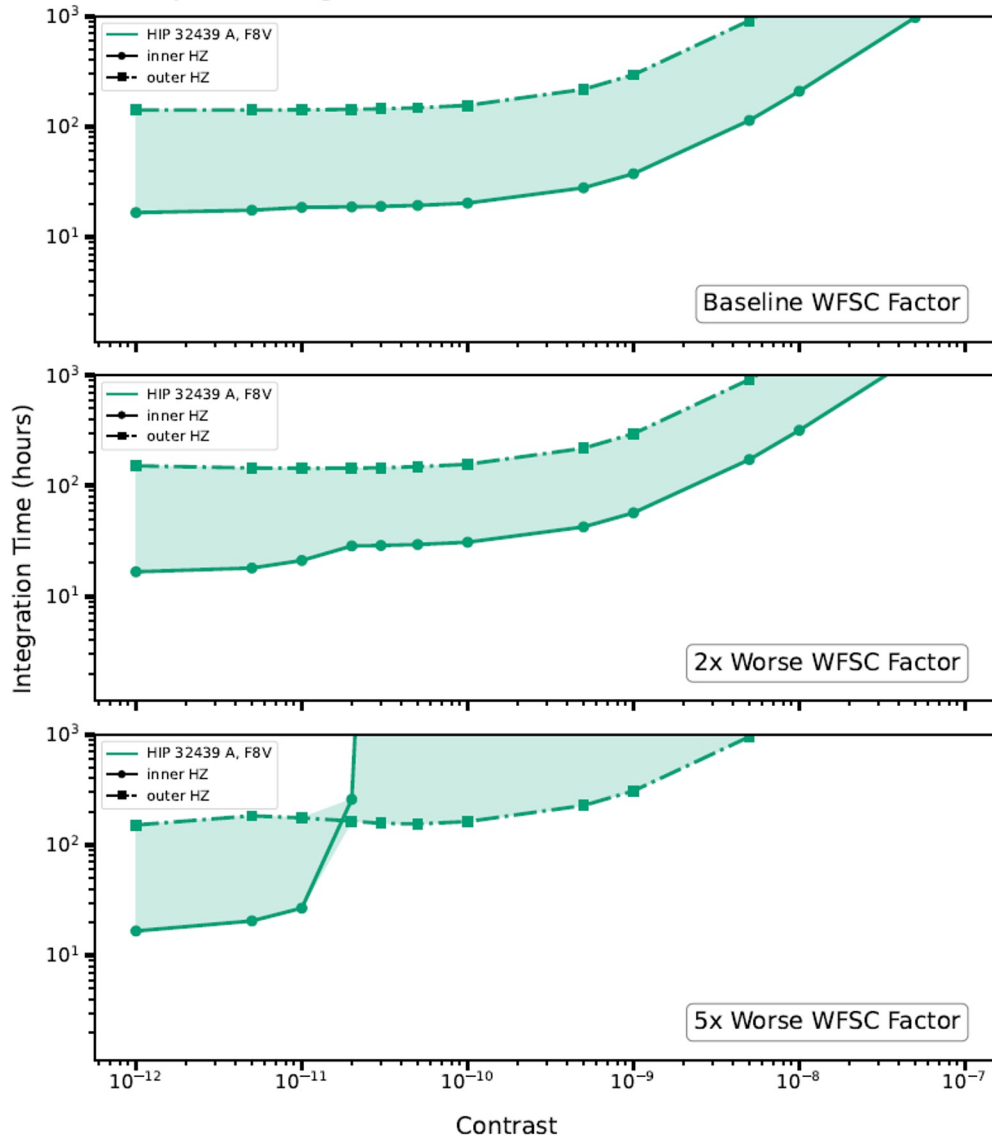 10³
HIP 32439 A, F8V
inner HZ
outer HZ
10²
10¹
Baseline WFSC Factor
10³
HIP 32439 A, F8V
inner HZ
outer HZ
10²
10¹
2x Worse WFSC Factor
Integration Time (hours)
10³
HIP 32439 A, F8V
inner HZ
outer HZ
10²
10¹
5x Worse WFSC Factor
10⁻¹² 10⁻¹¹ 10⁻¹⁰ 10⁻⁹ 10⁻⁸ 10⁻⁷
Contrast